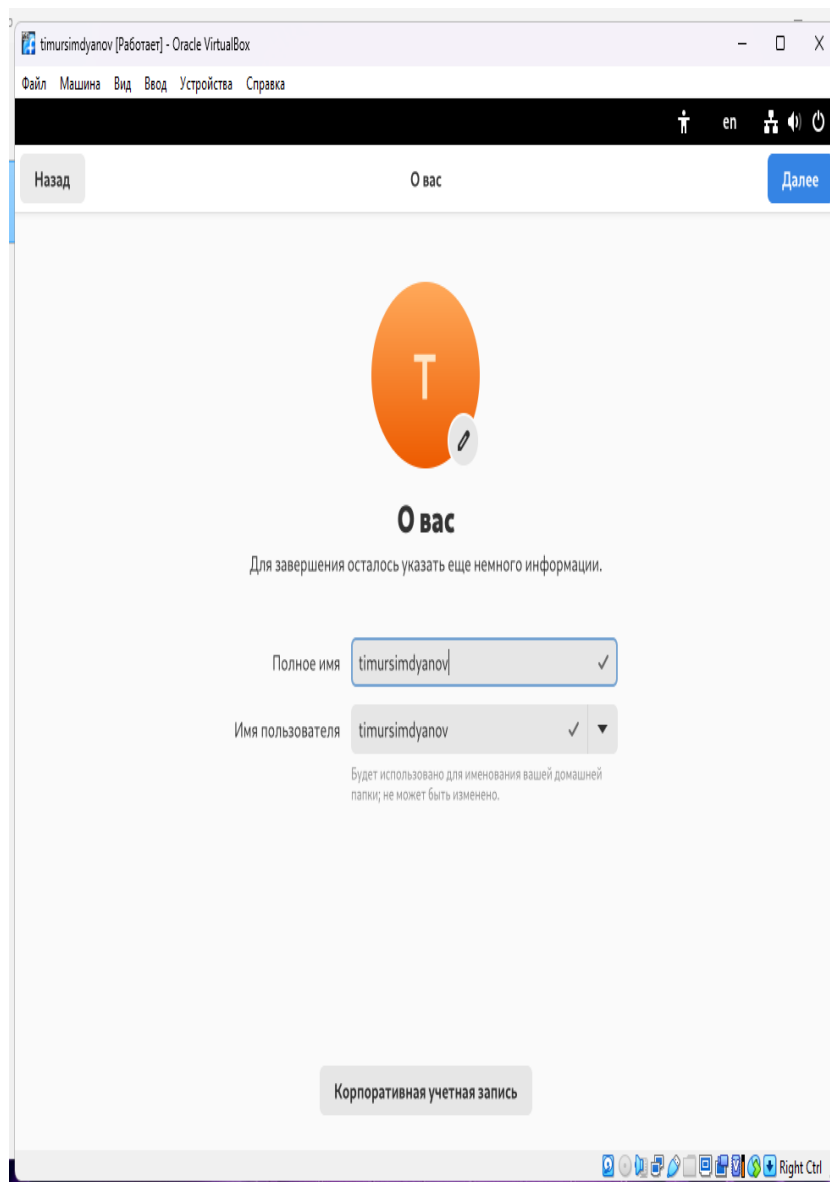 timursimdyanov [Работает] - Oracle VirtualBox
Файл Машина Вид Ввод Устройства Справка
en
Назад
О вас
Далее
T
О вас
Для завершения осталось указать еще немного информации.
Полное имя timursimdyanov
Имя пользователя timursimdyanov
Будет использовано для именования вашей домашней
папки; не может быть изменено.
Корпоративная учетная запись
Right Ctrl